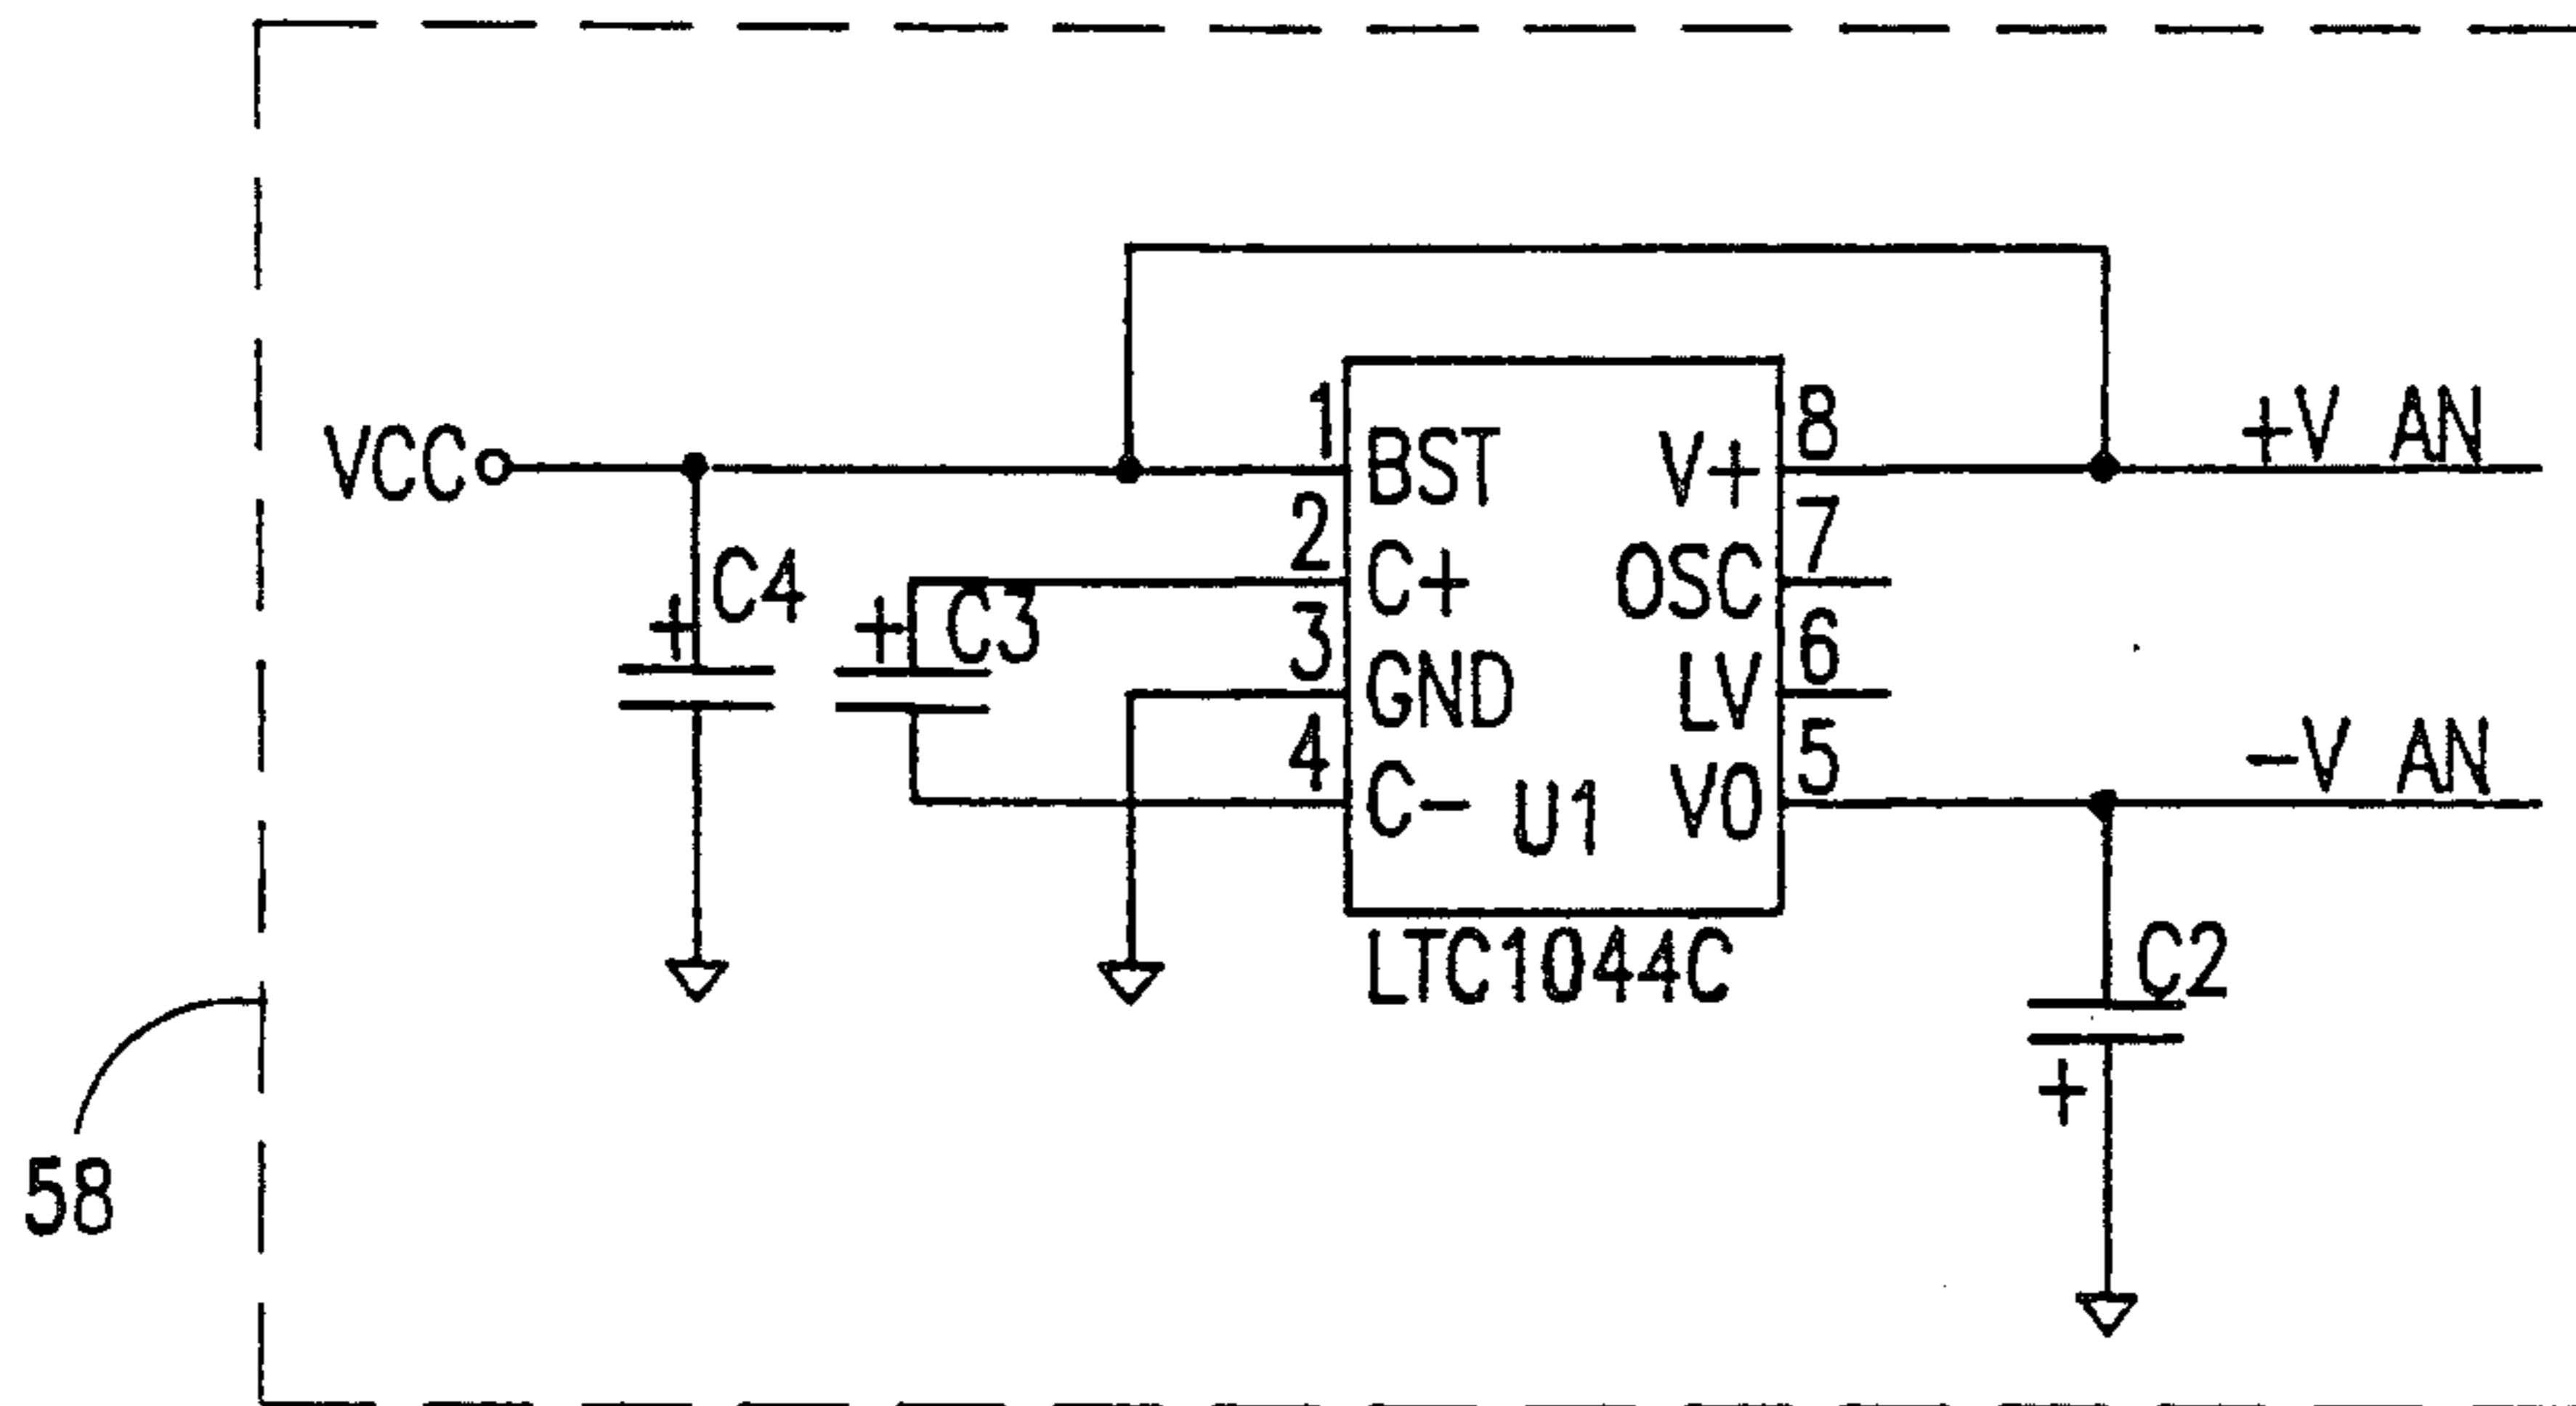 VCC
1
BST
2
C+
3
GND
4
C-
8
V+
7
OSC
6
LV
5
VO
U1
LTC1044C
+V AN
-V AN
+ C4
+ C3
C2
+
58